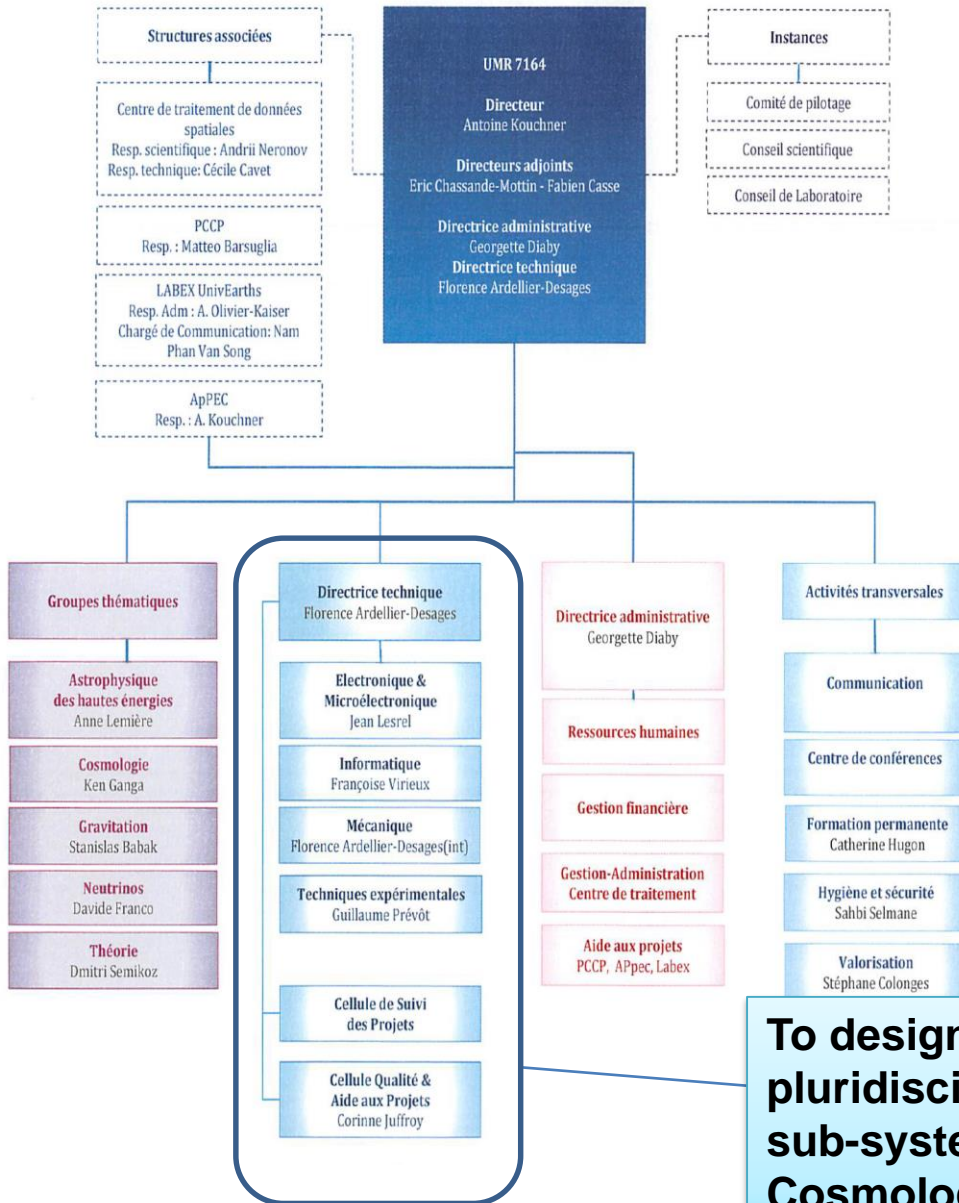 Structures associées
Centre de traitement de données
spatiales
Resp. scientifique : Andrii Neronov
Resp. technique: Cécile Cavet
PCCP
Resp. : Matteo Barsuglia
LABEX UnivEarths
Resp. Adm : A. Olivier-Kaiser
Chargé de Communication: Nam
Phan Van Song
ApPEC
Resp. : A. Kouchner
UMR 7164
Directeur
Antoine Kouchner
Directeurs adjoints
Eric Chassande-Mottin - Fabien Casse
Directrice administrative
Georgette Diaby
Directrice technique
Florence Ardellier-Desages
Instances
Comité de pilotage
Conseil scientifique
Conseil de Laboratoire
Groupes thématiques
Astrophysique
des hautes énergies
Anne Lemière
Cosmologie
Ken Ganga
Gravitation
Stanislas Babak
Neutrinos
Davide Franco
Théorie
Dmitri Semikoz
Directrice technique
Florence Ardellier-Desages
Electronique &
Microélectronique
Jean Lesrel
Informatique
Françoise Virieux
Mécanique
Florence Ardellier-Desages(int)
Techniques expérimentales
Guillaume Prévôt
Cellule de Suivi
des Projets
Cellule Qualité &
Aide aux Projets
Corinne Juffroy
Directrice administrative
Georgette Diaby
Ressources humaines
Gestion financière
Gestion-Administration
Centre de traitement
Aide aux projets
PCCP, APpec, Labex
Activités transversales
Communication
Centre de conférences
Formation permanente
Catherine Hugon
Hygiène et sécurité
Sahbi Selmane
Valorisation
Stéphane Colonges
To design
pluridisci
sub-syste
Cosmolog